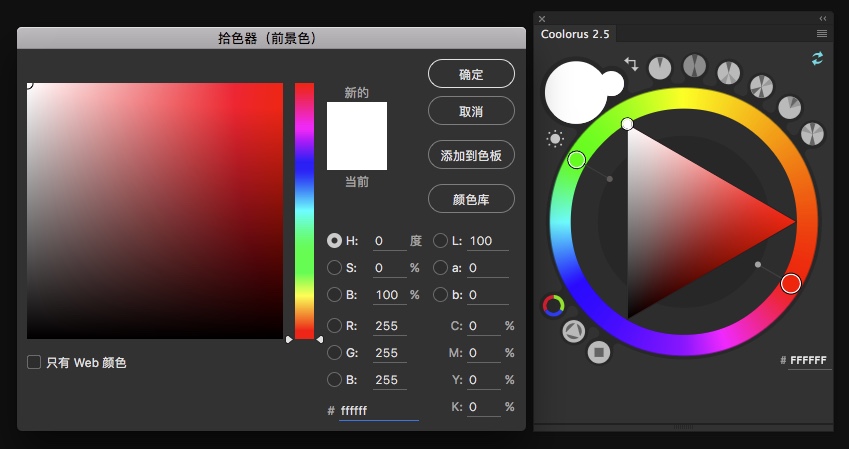 拾色器（前景色）
新的
当前
确定
取消
添加到色板
颜色库
H: 0 度
S: 0 %
B: 100 %
R: 255
G: 255
B: 255
# ffffff
L: 100
a: 0
b: 0
C: 0 %
M: 0 %
Y: 0 %
K: 0 %
只有 Web 颜色
Coolorus 2.5
# FFFFFF